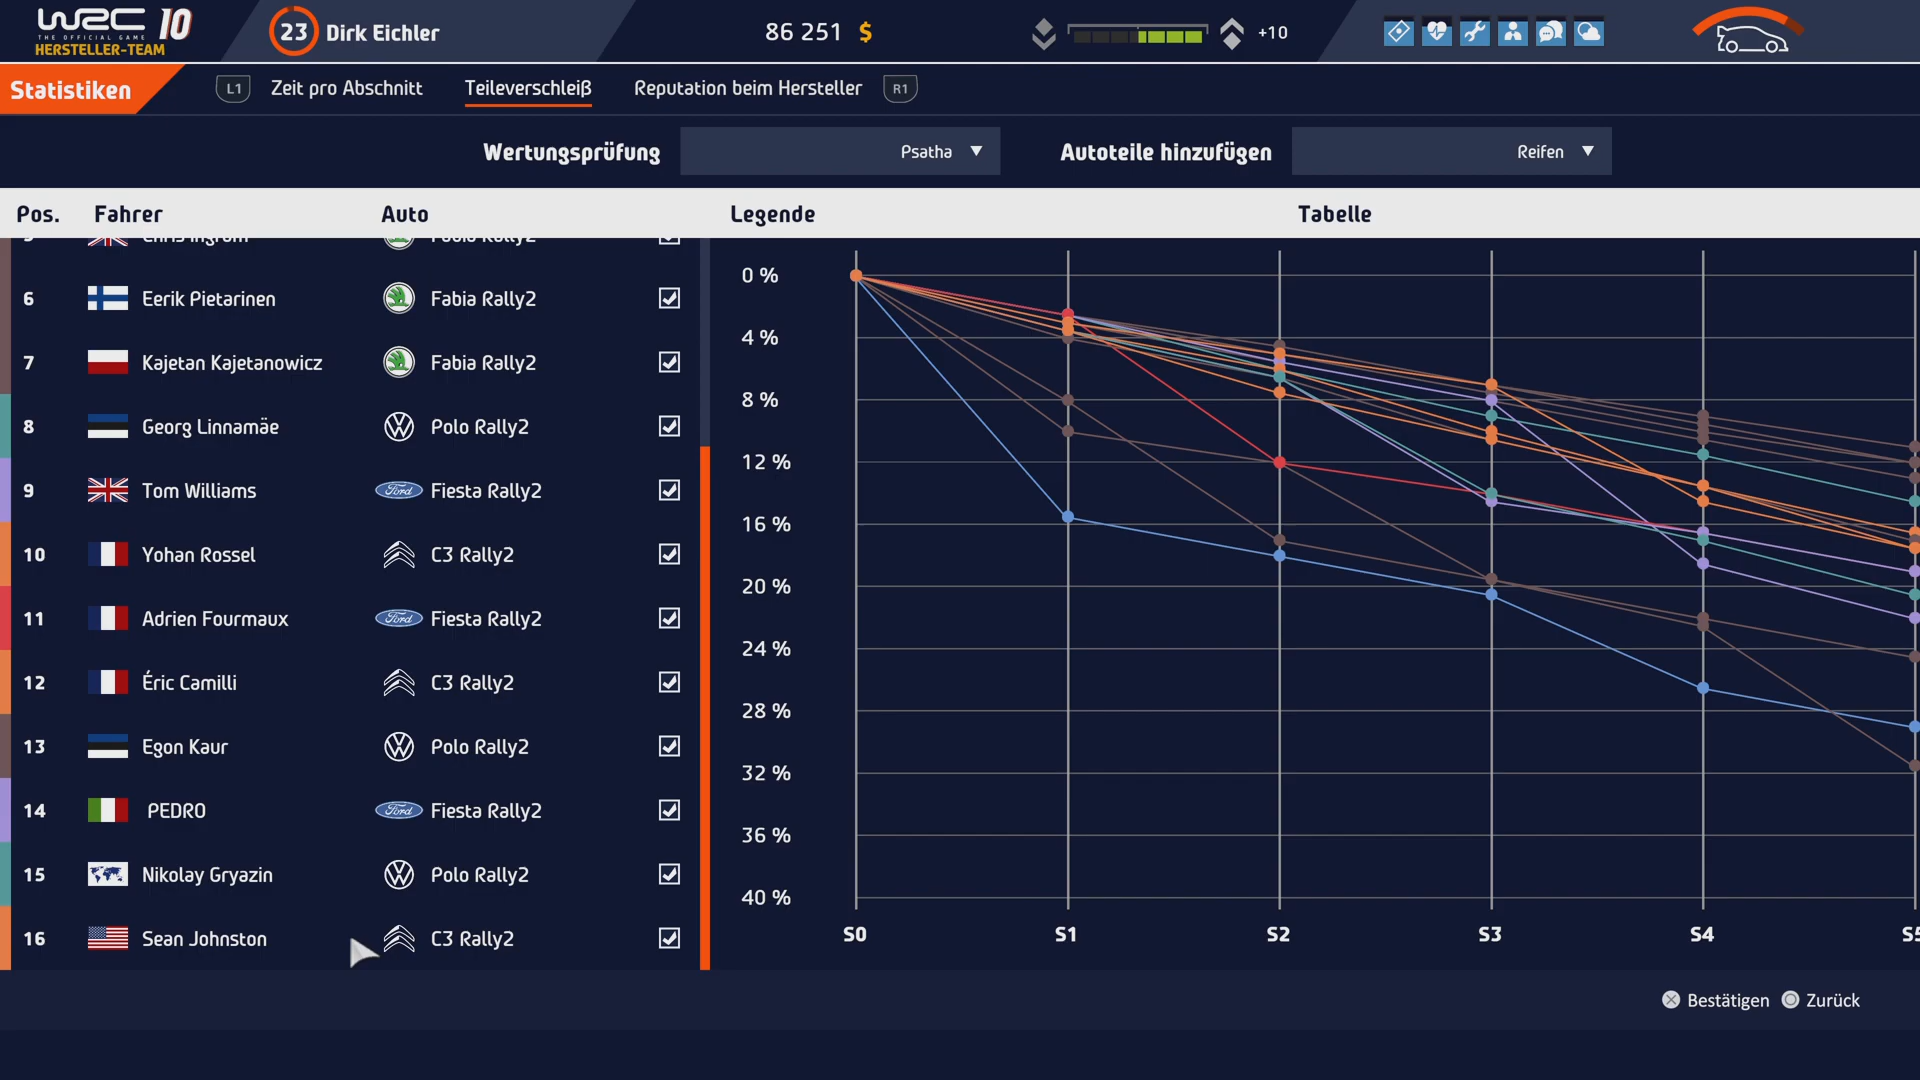 WRC 10
THE OFFICIAL GAME
HERSTELLER-TEAM
23 Dirk Eichler
86 251 $
+10
Statistiken
L1 Zeit pro Abschnitt Teileverschleiß Reputation beim Hersteller R1
Wertungsprüfung Psatha Autoteile hinzufügen Reifen
Pos. Fahrer Auto Legende Tabelle
6 Eerik Pietarinen Fabia Rally2
7 Kajetan Kajetanowicz Fabia Rally2
8 Georg Linnamäe Polo Rally2
9 Tom Williams Ford Fiesta Rally2
10 Yohan Rossel C3 Rally2
11 Adrien Fourmaux Ford Fiesta Rally2
12 Éric Camilli C3 Rally2
13 Egon Kaur Polo Rally2
14 PEDRO Ford Fiesta Rally2
15 Nikolay Gryazin Polo Rally2
16 Sean Johnston C3 Rally2
0 %
4 %
8 %
12 %
16 %
20 %
24 %
28 %
32 %
36 %
40 %
S0 S1 S2 S3 S4
Bestätigen Zurück